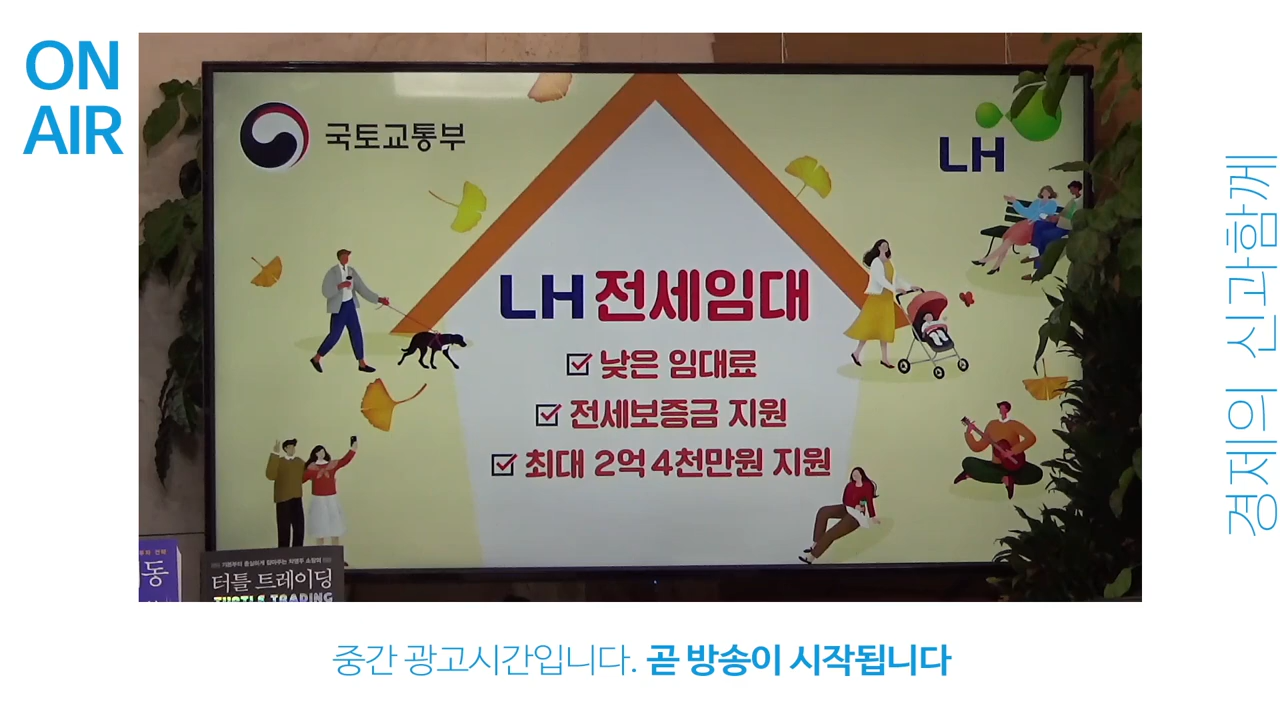 ON
AIR
국토교통부
LH
LH 전세임대
낮은 임대료
전세보증금 지원
최대 2억 4천만원 지원
동
터틀 트레이딩
TURTLE TRADING
경제의 신과함께
중간 광고시간입니다. 곧 방송이 시작됩니다